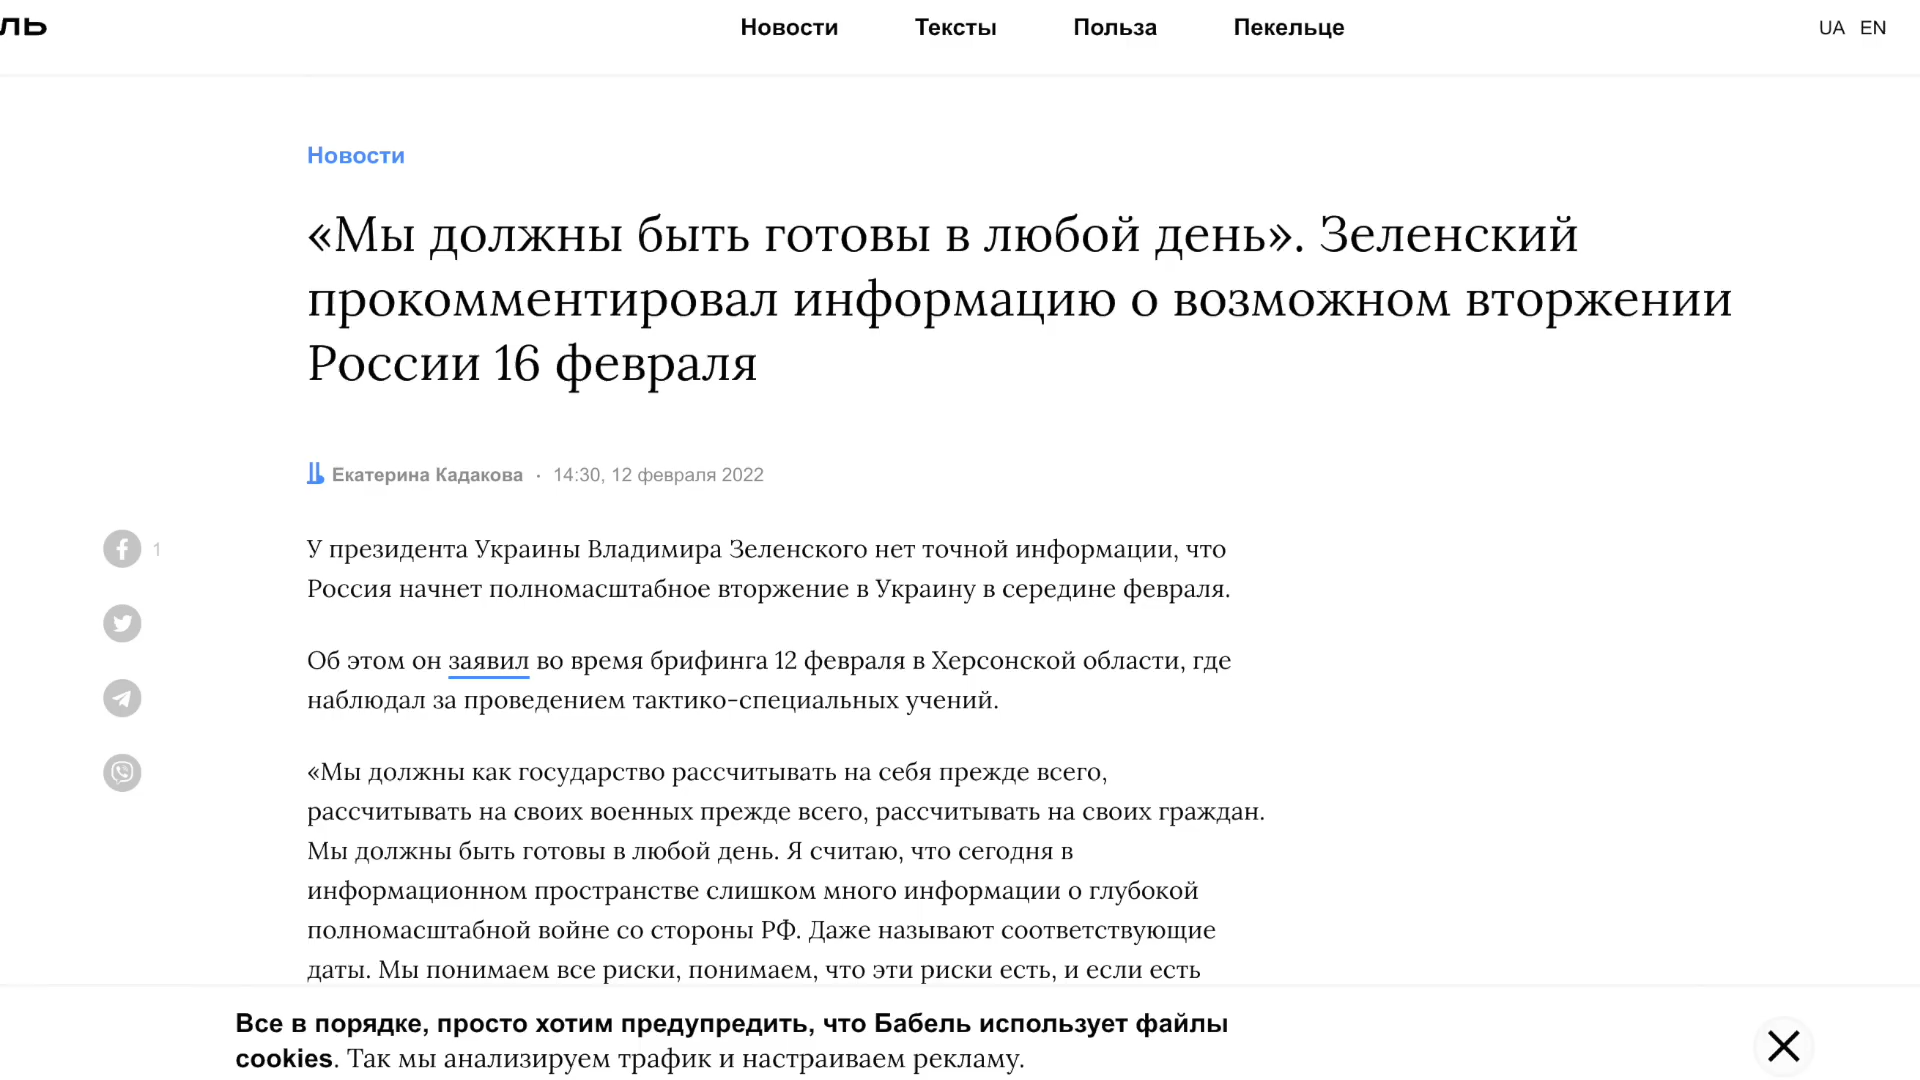 ЛЬ
Новости Тексты Польза Пекельце
UA EN
Новости
«Мы должны быть готовы в любой день». Зеленский
прокомментировал информацию о возможном вторжении
России 16 февраля
Екатерина Кадакова · 14:30, 12 февраля 2022
1
У президента Украины Владимира Зеленского нет точной информации, что
Россия начнет полномасштабное вторжение в Украину в середине февраля.
Об этом он заявил во время брифинга 12 февраля в Херсонской области, где
наблюдал за проведением тактико-специальных учений.
«Мы должны как государство рассчитывать на себя прежде всего,
рассчитывать на своих военных прежде всего, рассчитывать на своих граждан.
Мы должны быть готовы в любой день. Я считаю, что сегодня в
информационном пространстве слишком много информации о глубокой
полномасштабной войне со стороны РФ. Даже называют соответствующие
даты. Мы понимаем все риски, понимаем, что эти риски есть, и если есть
Все в порядке, просто хотим предупредить, что Бабель использует файлы
cookies. Так мы анализируем трафик и настраиваем рекламу.